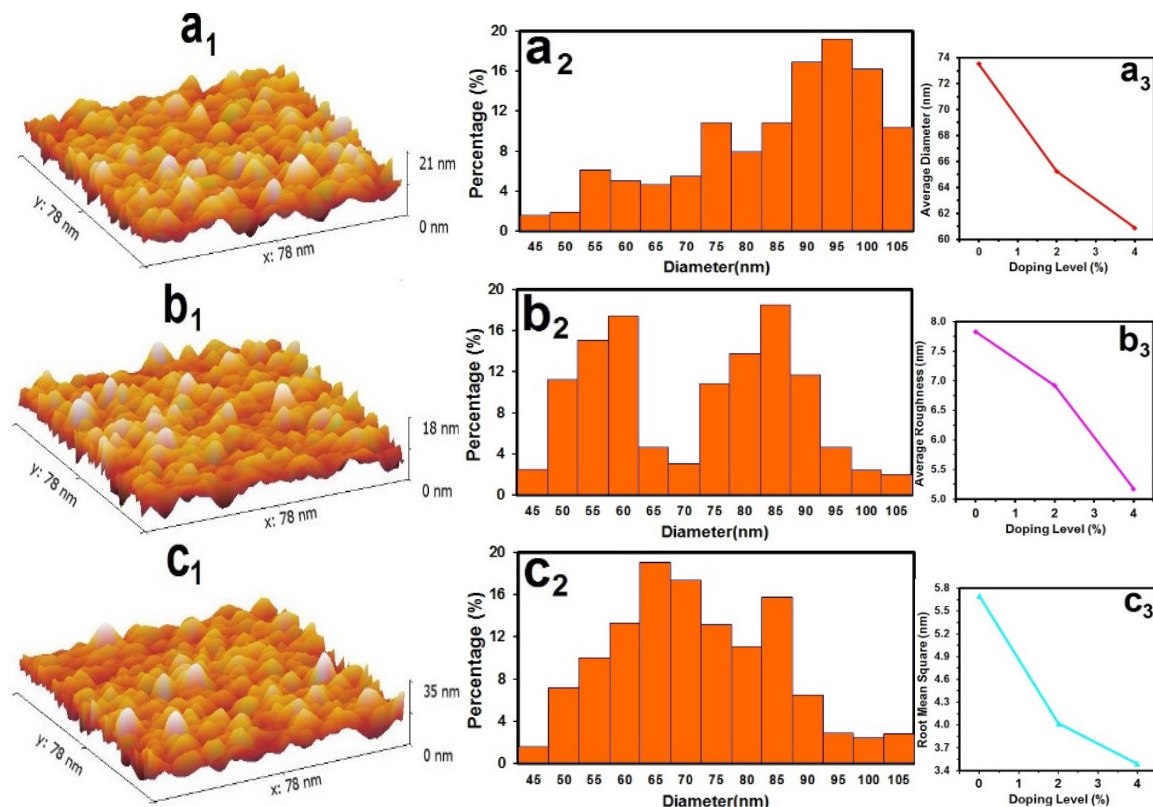 a1
21 nm
0 nm
y: 78 nm
x: 78 nm
a2
Percentage (%)
20
16
12
8
4
0
45 50 55 60 65 70 75 80 85 90 95 100 105
Diameter(nm)
a3
Average Diameter (nm)
74
72
70
68
66
64
62
60
0 1 2 3 4
Doping Level (%)
b1
18 nm
0 nm
y: 78 nm
x: 78 nm
b2
Percentage (%)
20
16
12
8
4
0
45 50 55 60 65 70 75 80 85 90 95 100 105
Diameter(nm)
b3
Average Roughness (nm)
8.0
7.5
7.0
6.5
6.0
5.5
5.0
0 1 2 3 4
Doping Level (%)
c1
35 nm
0 nm
y: 78 nm
x: 78 nm
c2
Percentage (%)
20
16
12
8
4
0
45 50 55 60 65 70 75 80 85 90 95 100 105
Diameter(nm)
c3
Root Mean Square (nm)
5.8
5.5
5.2
4.9
4.6
4.3
4.0
3.7
3.4
0 1 2 3 4
Doping Level (%)